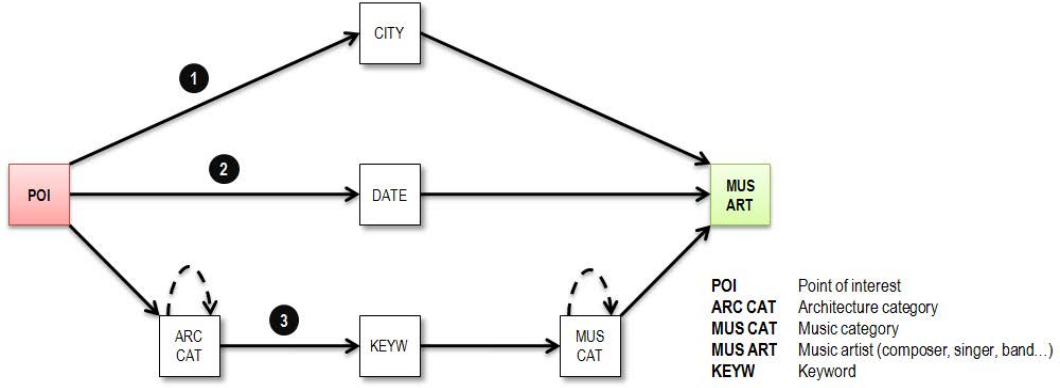 CITY
1
2
POI
DATE
MUS
ART
3
ARC
CAT
KEYW
MUS
CAT
POI Point of interest
ARC CAT Architecture category
MUS CAT Music category
MUS ART Music artist (composer, singer, band…)
KEYW Keyword